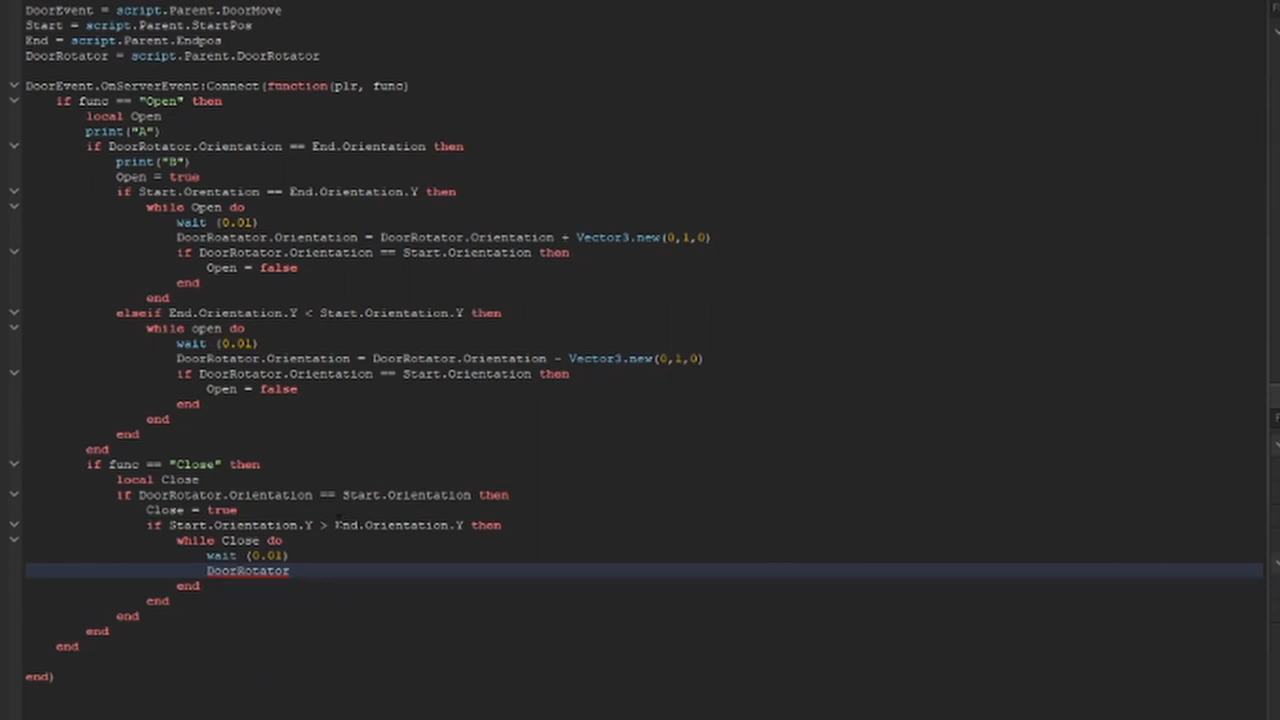 DoorEvent = script.Parent.DoorMove
Start = script.Parent.StartPos
End = script.Parent.Endpos
DoorRotator = script.Parent.DoorRotator

DoorEvent.OnServerEvent:Connect(function(plr, func)
    if func == "Open" then
        local Open
        print("A")
        if DoorRotator.Orientation == End.Orientation then
            print("B")
            Open = true
            if Start.Orentation == End.Orientation.Y then
                while Open do
                    wait (0.01)
                    DoorRoatator.Orientation = DoorRotator.Orientation + Vector3.new(0,1,0)
                    if DoorRotator.Orientation == Start.Orientation then
                        Open = false
                    end
                end
            elseif End.Orientation.Y < Start.Orientation.Y then
                while open do
                    wait (0.01)
                    DoorRotator.Orientation = DoorRotator.Orientation - Vector3.new(0,1,0)
                    if DoorRotator.Orientation == Start.Orientation then
                        Open = false
                    end
                end
            end
        end
        if func == "Close" then
            local Close
            if DoorRotator.Orientation == Start.Orientation then
                Close = true
                if Start.Orientation.Y > End.Orientation.Y then
                    while Close do
                        wait (0.01)
                        DoorRotator
                    end
                end
            end
        end
    end

end)